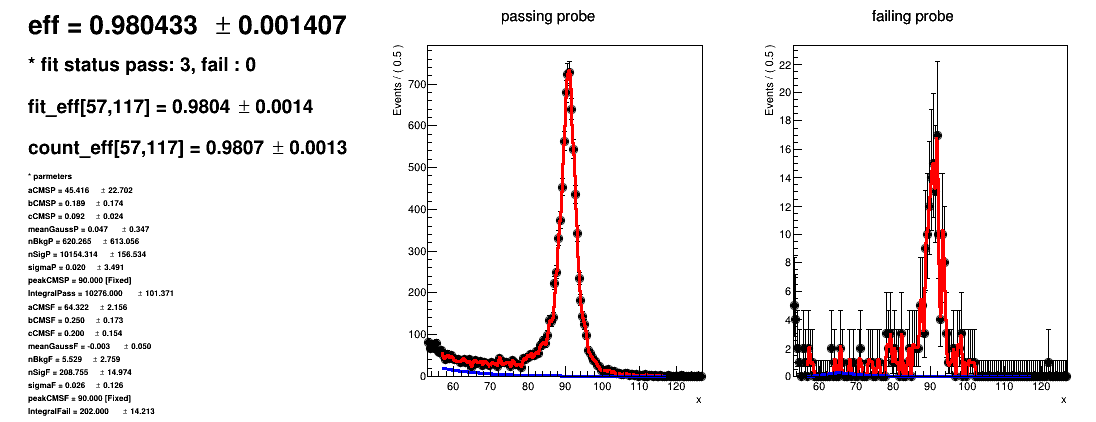 eff = 0.980433 ± 0.001407
* fit status pass: 3, fail : 0
fit_eff[57,117] = 0.9804 ± 0.0014
count_eff[57,117] = 0.9807 ± 0.0013
* parmeters
aCMSP = 45.416 ± 22.702
bCMSP = 0.189 ± 0.174
cCMSP = 0.092 ± 0.024
meanGaussP = 0.047 ± 0.347
nBkgP = 620.265 ± 613.056
nSigP = 10154.314 ± 156.534
sigmaP = 0.020 ± 3.491
peakCMSP = 90.000 [Fixed]
IntegralPass = 10276.000 ± 101.371
aCMSF = 64.322 ± 2.156
bCMSF = 0.250 ± 0.173
cCMSF = 0.200 ± 0.154
meanGaussF = -0.003 ± 0.050
nBkgF = 5.529 ± 2.759
nSigF = 208.755 ± 14.974
sigmaF = 0.026 ± 0.126
peakCMSF = 90.000 [Fixed]
IntegralFail = 202.000 ± 14.213
passing probe
Events / ( 0.5 )
700
600
500
400
300
200
100
0
60 70 80 90 100 110 120
x
failing probe
Events / ( 0.5 )
22
20
18
16
14
12
10
8
6
4
2
0
60 70 80 90 100 110 120
x